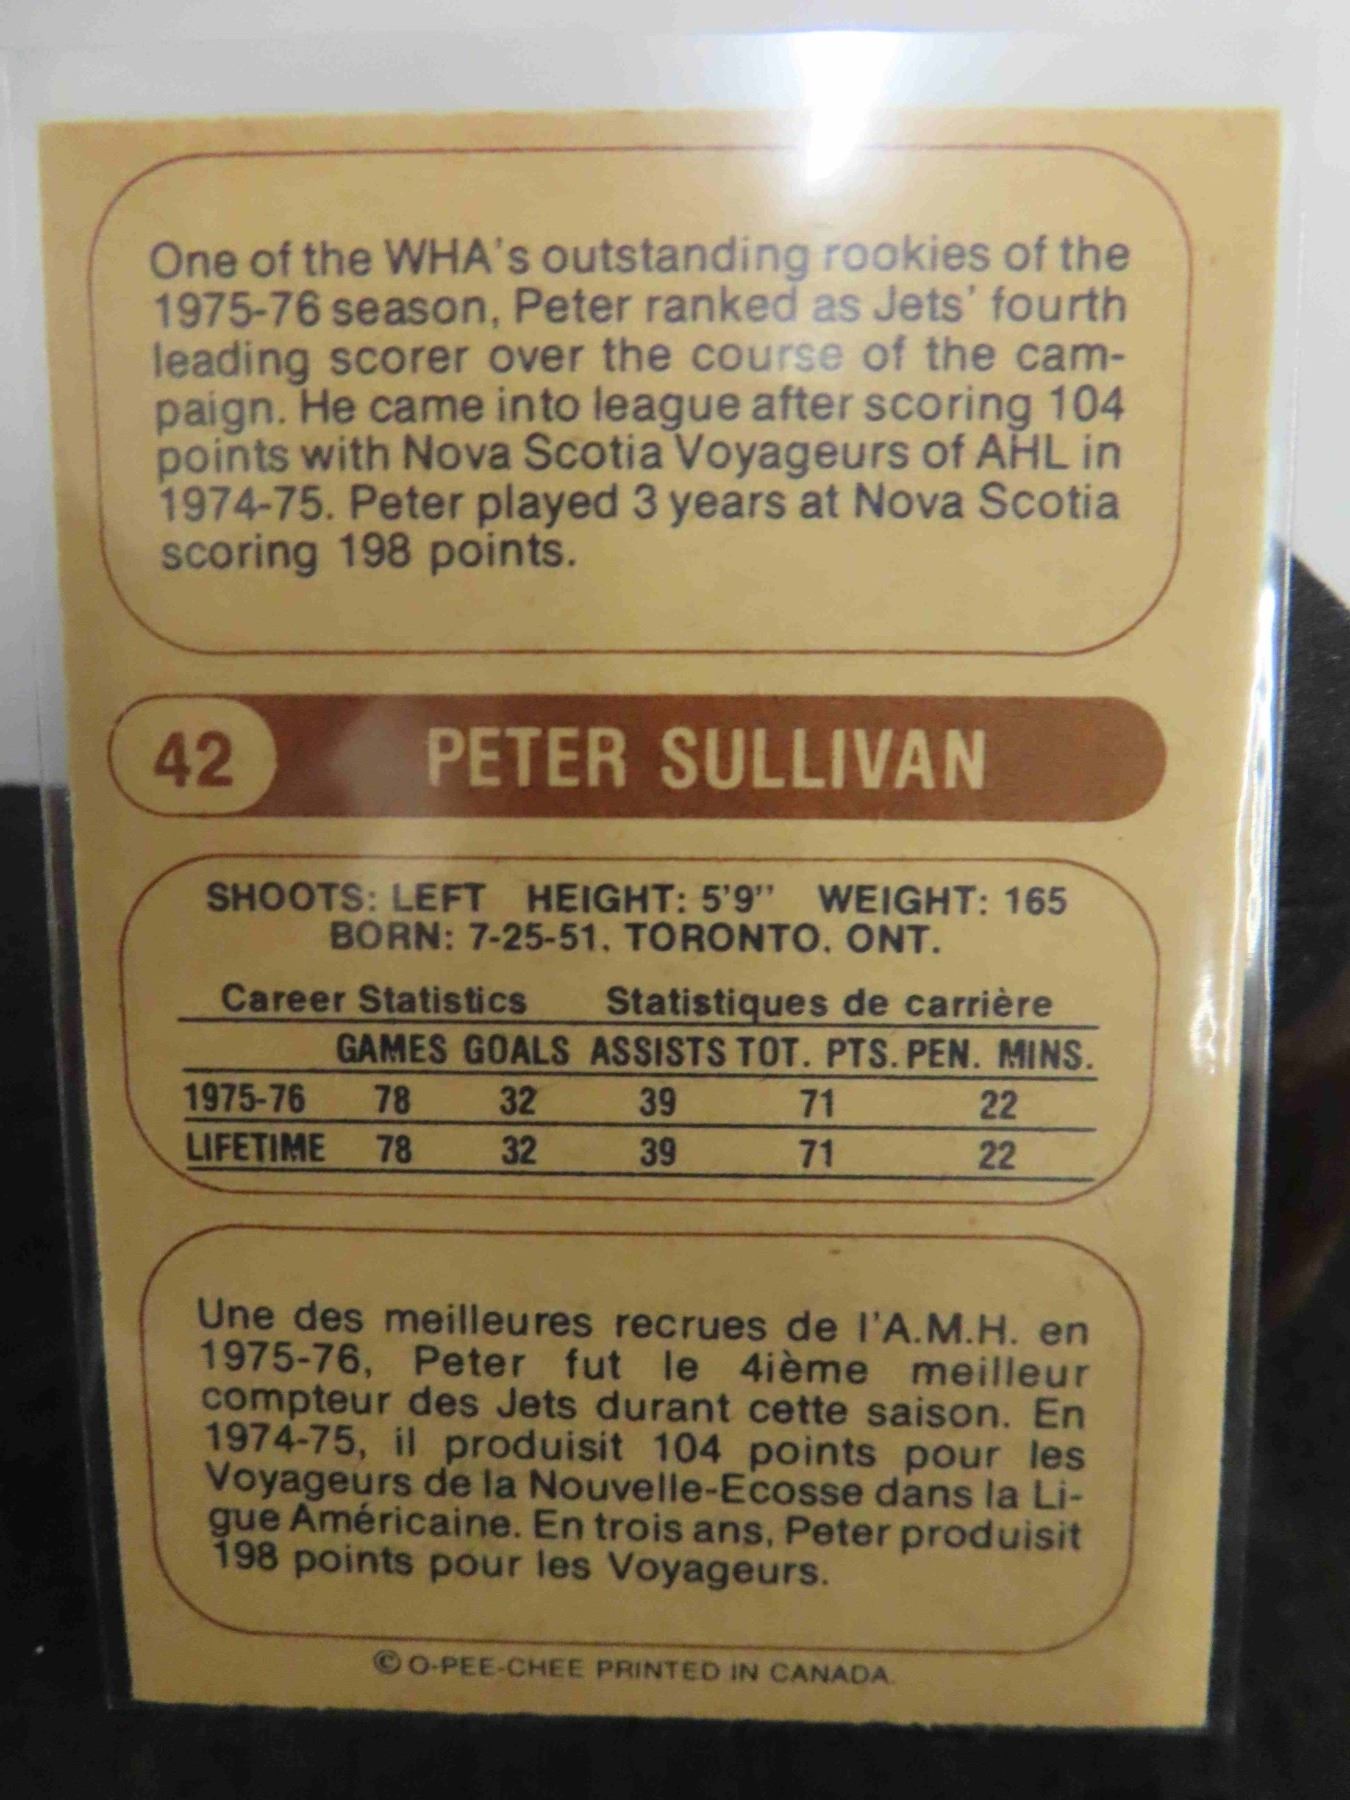 One of the WHA's outstanding rookies of the
1975-76 season, Peter ranked as Jets' fourth
leading scorer over the course of the cam-
paign. He came into league after scoring 104
points with Nova Scotia Voyageurs of AHL in
1974-75. Peter played 3 years at Nova Scotia
scoring 198 points.
42 PETER SULLIVAN
SHOOTS: LEFT HEIGHT: 5'9" WEIGHT: 165
BORN: 7-25-51, TORONTO, ONT.
Career Statistics Statistiques de carrière
GAMES GOALS ASSISTS TOT. PTS. PEN. MINS.
1975-76 78 32 39 71 22
LIFETIME 78 32 39 71 22
Une des meilleures recrues de l'A.M.H. en
1975-76, Peter fut le 4ième meilleur
compteur des Jets durant cette saison. En
1974-75, il produisit 104 points pour les
Voyageurs de la Nouvelle-Ecosse dans la Li-
gue Américaine. En trois ans, Peter produisit
198 points pour les Voyageurs.
© O-PEE-CHEE PRINTED IN CANADA.